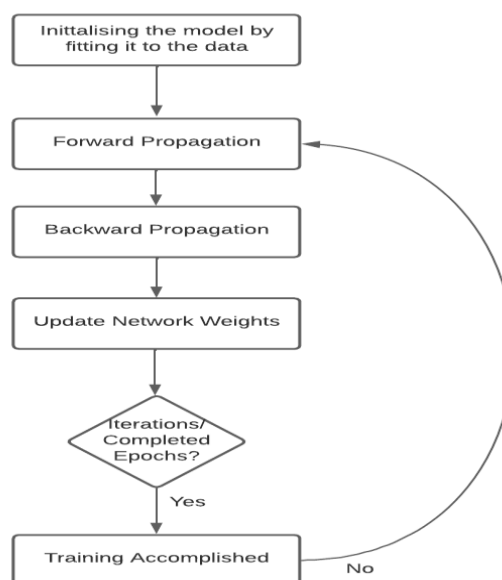 Inittalising the model by
fitting it to the data
Forward Propagation
Backward Propagation
Update Network Weights
Iterations/
Completed
Epochs?
Yes
Training Accomplished
No